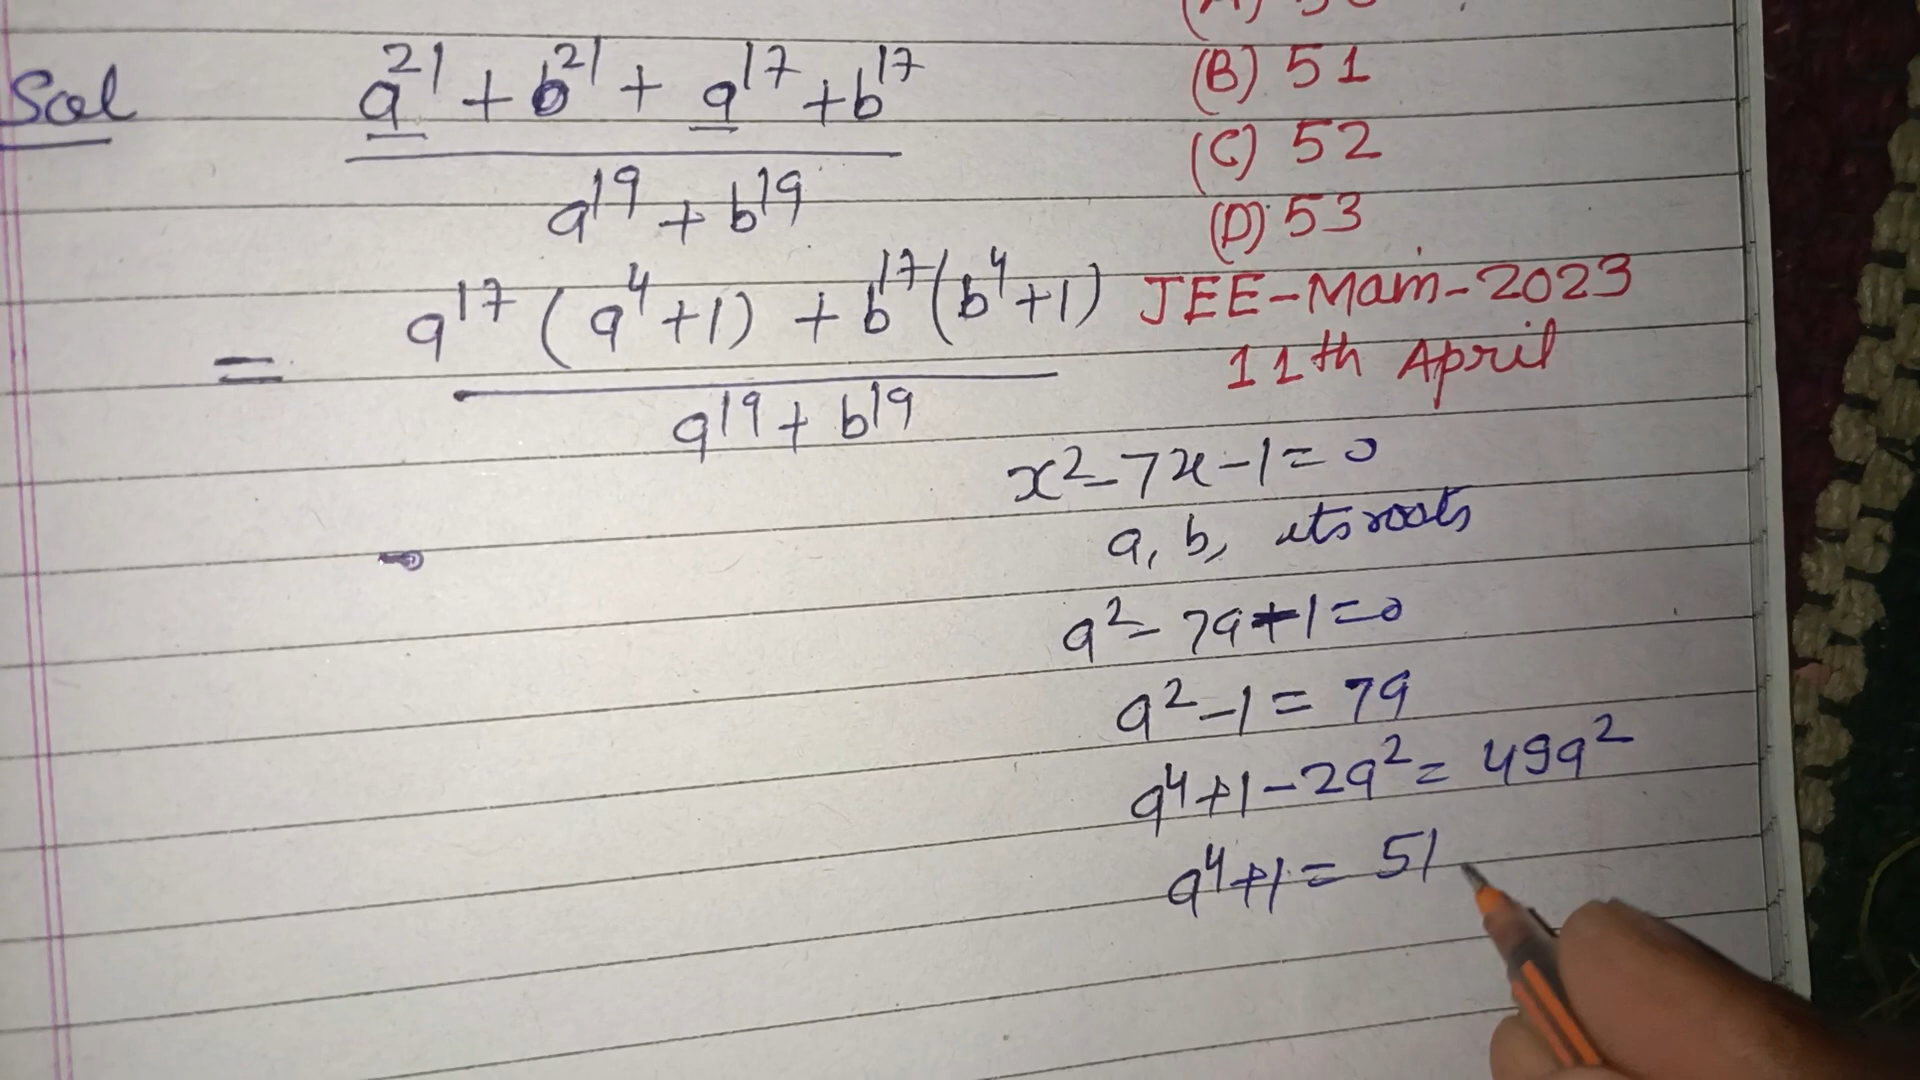 Sol
a²¹ + b²¹ + a¹⁷ + b¹⁷
a¹⁹ + b¹⁹
= a¹⁷ (a⁴+1) + b¹⁷ (b⁴+1)
a¹⁹ + b¹⁹
(B) 51
(C) 52
(D) 53
JEE-Main-2023
11th April
x²-7x-1=0
a, b, its roots
a²-7a-1=0
a²-1=7a
a⁴+1-2a²=49a²
a⁴+1=51